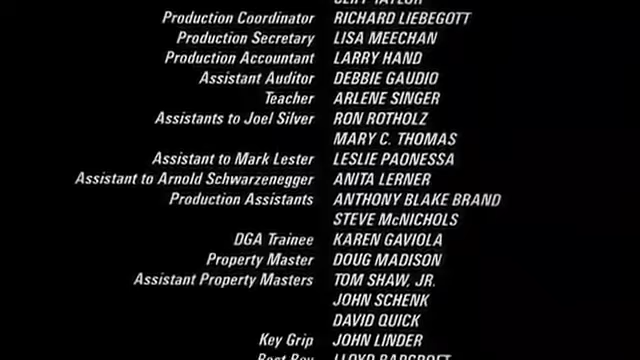 Production Coordinator RICHARD LIEBEGOTT
Production Secretary LISA MEECHAN
Production Accountant LARRY HAND
Assistant Auditor DEBBIE GAUDIO
Teacher ARLENE SINGER
Assistants to Joel Silver RON ROTHOLZ
MARY C. THOMAS
Assistant to Mark Lester LESLIE PAONESSA
Assistant to Arnold Schwarzenegger ANITA LERNER
Production Assistants ANTHONY BLAKE BRAND
STEVE McNICHOLS
DGA Trainee KAREN GAVIOLA
Property Master DOUG MADISON
Assistant Property Masters TOM SHAW, JR.
JOHN SCHENK
DAVID QUICK
Key Grip JOHN LINDER